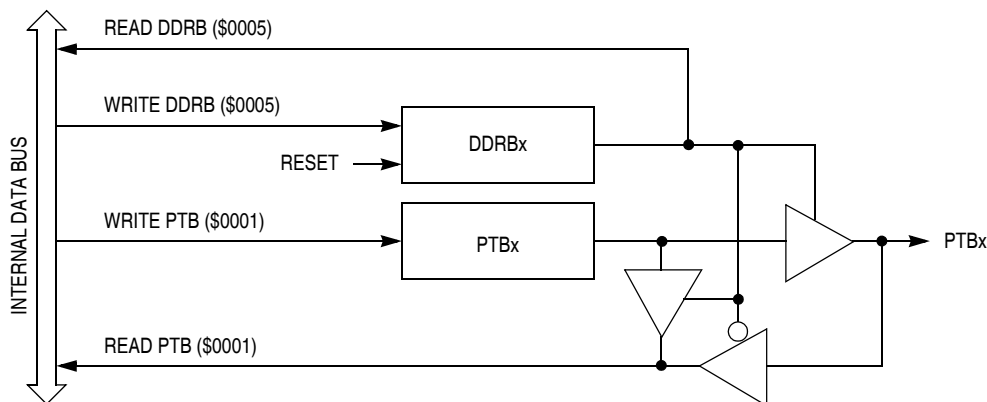 READ DDRB ($0005)
WRITE DDRB ($0005)
DDRBx
RESET
INTERNAL DATA BUS
WRITE PTB ($0001)
PTBx
PTBx
READ PTB ($0001)